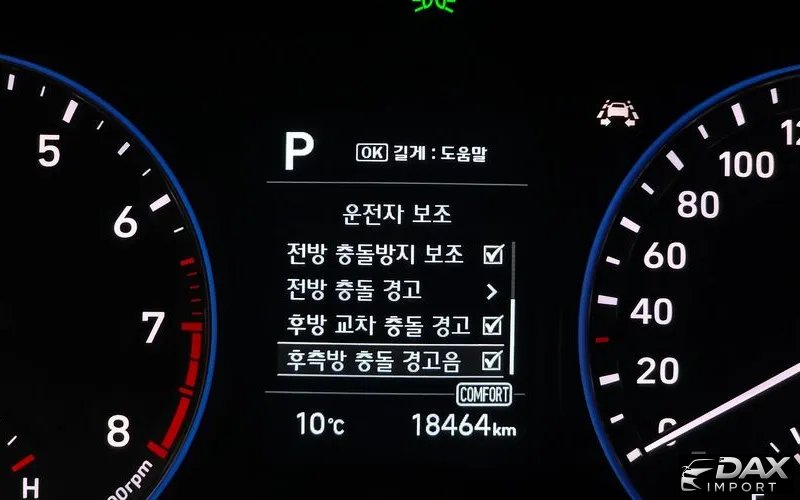 5
6
7
8
H
P
OK 길게 : 도움말
운전자 보조
전방 충돌방지 보조
전방 충돌 경고
후방 교차 충돌 경고
후측방 충돌 경고음
COMFORT
10℃ 18464km
100
80
60
40
20
0
DAX
IMPORT